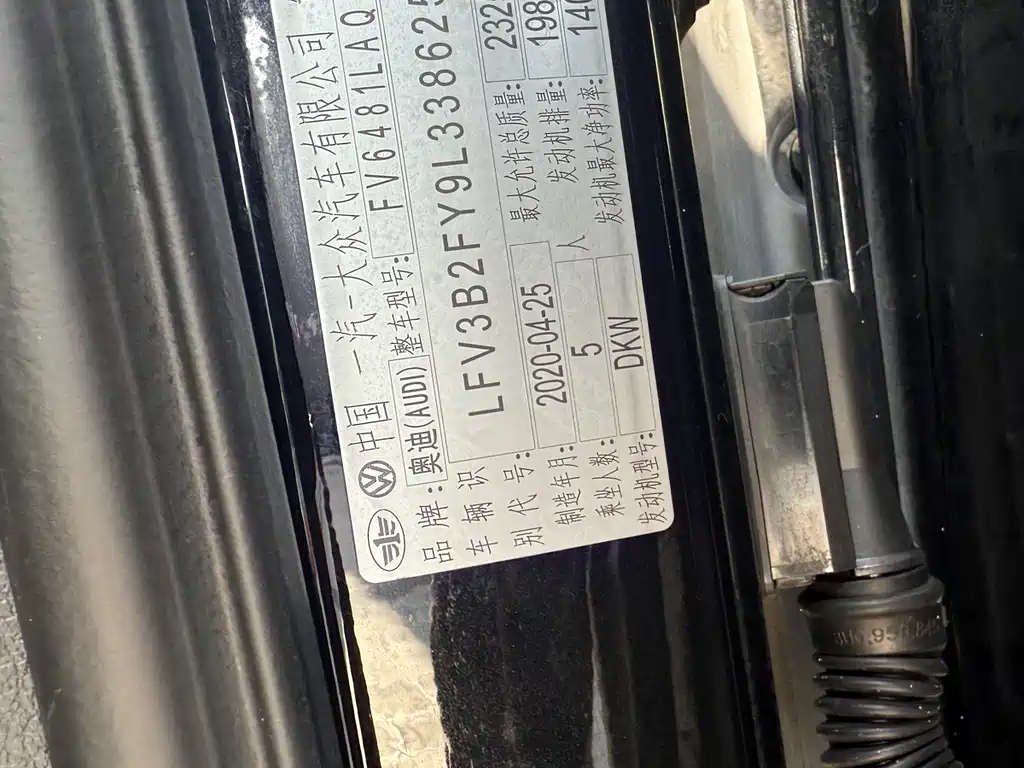 中国 一汽-大众汽车有限公司
品牌:奥迪(AUDI) 整车型号: FV6481LAQ
车辆识别代号: LFV3B2FY9L338625
制造年月: 2020-04-25 最大允许总质量: 232
乘坐人数: 5 人 发动机排量: 198
发动机型号: DKW 发动机最大净功率: 140